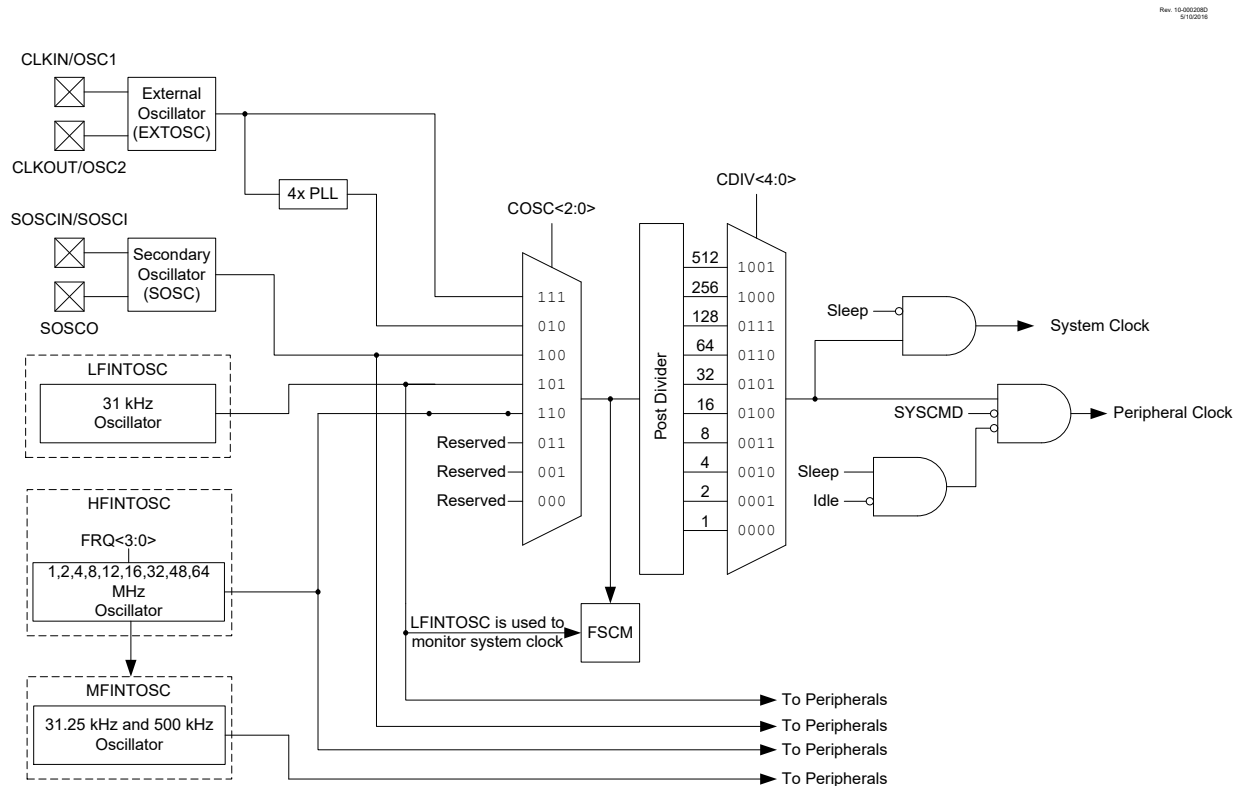 Rev. 10-000208D
5/10/2016
CLKIN/OSC1
External
Oscillator
(EXTOSC)
CLKOUT/OSC2
4x PLL
SOSCIN/SOSCI
Secondary
Oscillator
(SOSC)
SOSCO
LFINTOSC
31 kHz
Oscillator
HFINTOSC
FRQ<3:0>
1,2,4,8,12,16,32,48,64
MHz
Oscillator
MFINTOSC
31.25 kHz and 500 kHz
Oscillator
COSC<2:0>
111
010
100
101
110
Reserved 011
Reserved 001
Reserved 000
LFINTOSC is used to
monitor system clock
FSCM
Post Divider
CDIV<4:0>
512 1001
256 1000
128 0111
64 0110
32 0101
16 0100
8 0011
4 0010
2 0001
1 0000
Sleep
System Clock
SYSCMD
Peripheral Clock
Sleep
Idle
To Peripherals
To Peripherals
To Peripherals
To Peripherals